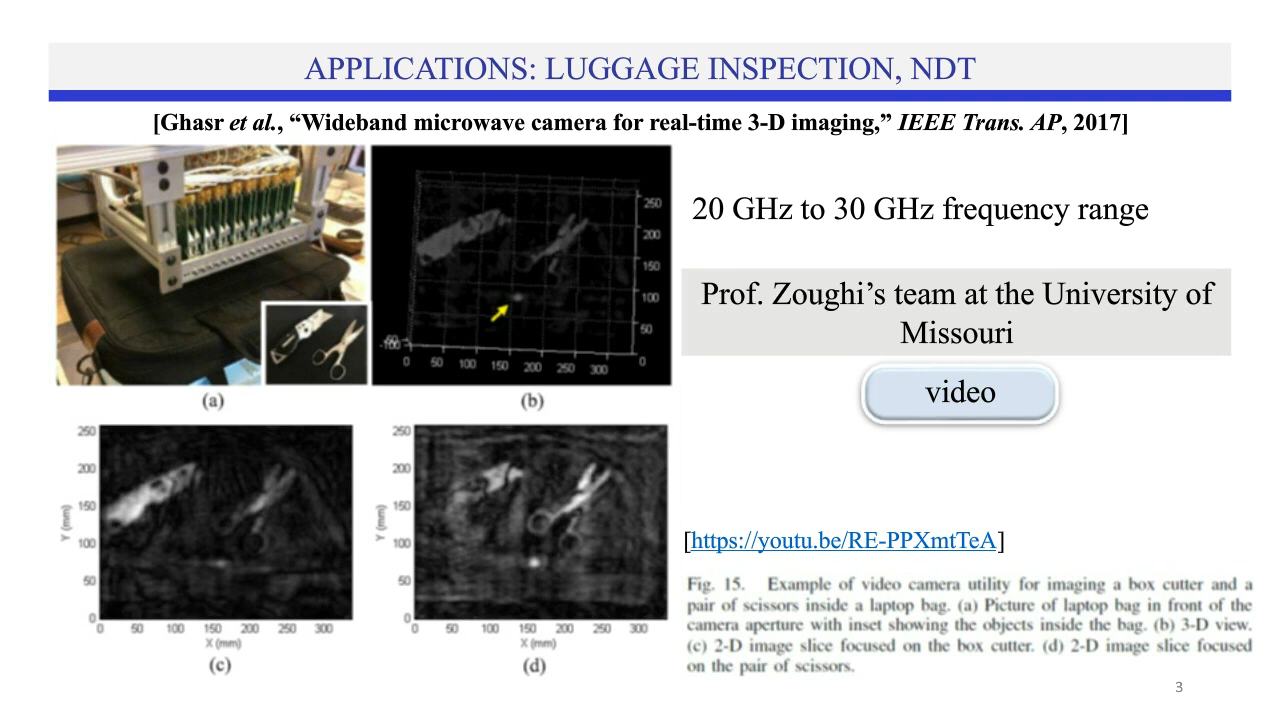 APPLICATIONS: LUGGAGE INSPECTION, NDT
[Ghasr et al., “Wideband microwave camera for real-time 3-D imaging,” IEEE Trans. AP, 2017]
250
200
150
100
50
0
-100
0 50 100 150 200 250 300
(a)
(b)
20 GHz to 30 GHz frequency range
Prof. Zoughi’s team at the University of
Missouri
video
250
200
150
100
50
0
Y (mm)
0 50 100 150 200 250 300
X (mm)
(c)
250
200
150
100
50
0
Y (mm)
0 50 100 150 200 250 300
X (mm)
(d)
[https://youtu.be/RE-PPXmtTeA]
Fig. 15. Example of video camera utility for imaging a box cutter and a
pair of scissors inside a laptop bag. (a) Picture of laptop bag in front of the
camera aperture with inset showing the objects inside the bag. (b) 3-D view.
(c) 2-D image slice focused on the box cutter. (d) 2-D image slice focused
on the pair of scissors.
3